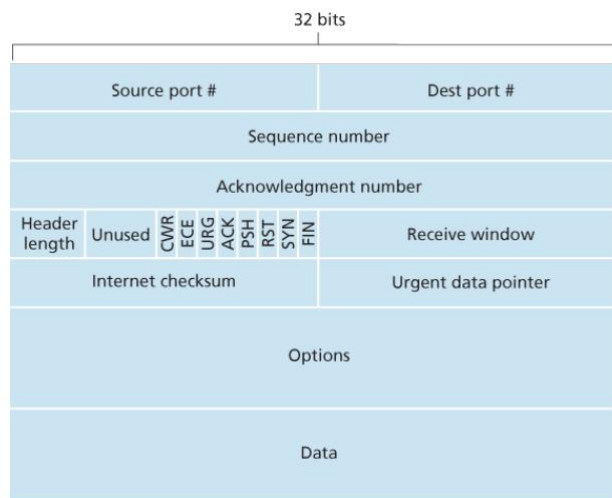 32 bits
Source port #
Dest port #
Sequence number
Acknowledgment number
Header
length
Unused
CWR
ECE
URG
ACK
PSH
RST
SYN
FIN
Receive window
Internet checksum
Urgent data pointer
Options
Data